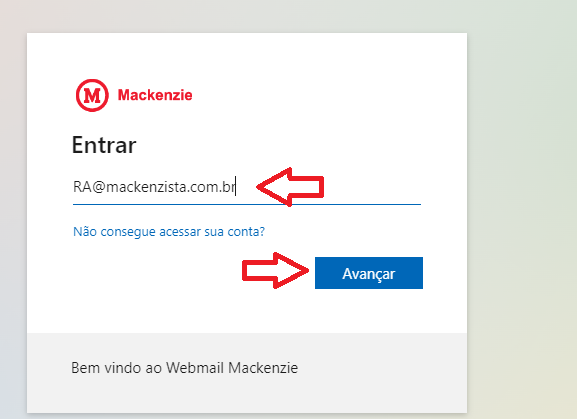 M Mackenzie
Entrar
RA@mackenzista.com.br
Não consegue acessar sua conta?
Avançar
Bem vindo ao Webmail Mackenzie